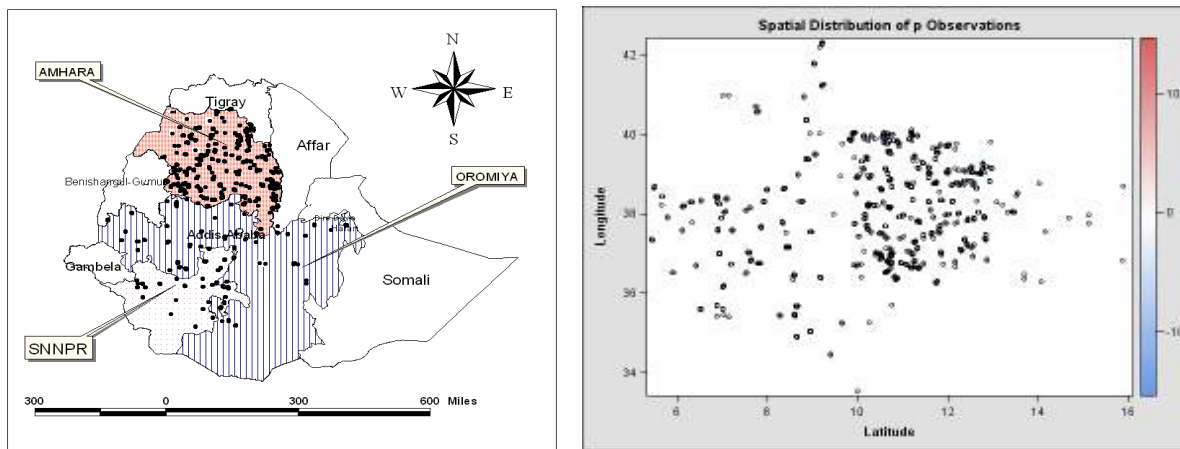 N
W E
S
AMHARA
Tigray
Affar
Benishangul-Gumuz
OROMIYA
Addis Ababa
Gambela
Somali
SNNPR
300 0 300 600 Miles
Spatial Distribution of p Observations
42
40
38
36
34
Longitude
6 8 10 12 14 16
Latitude
10
0
-10